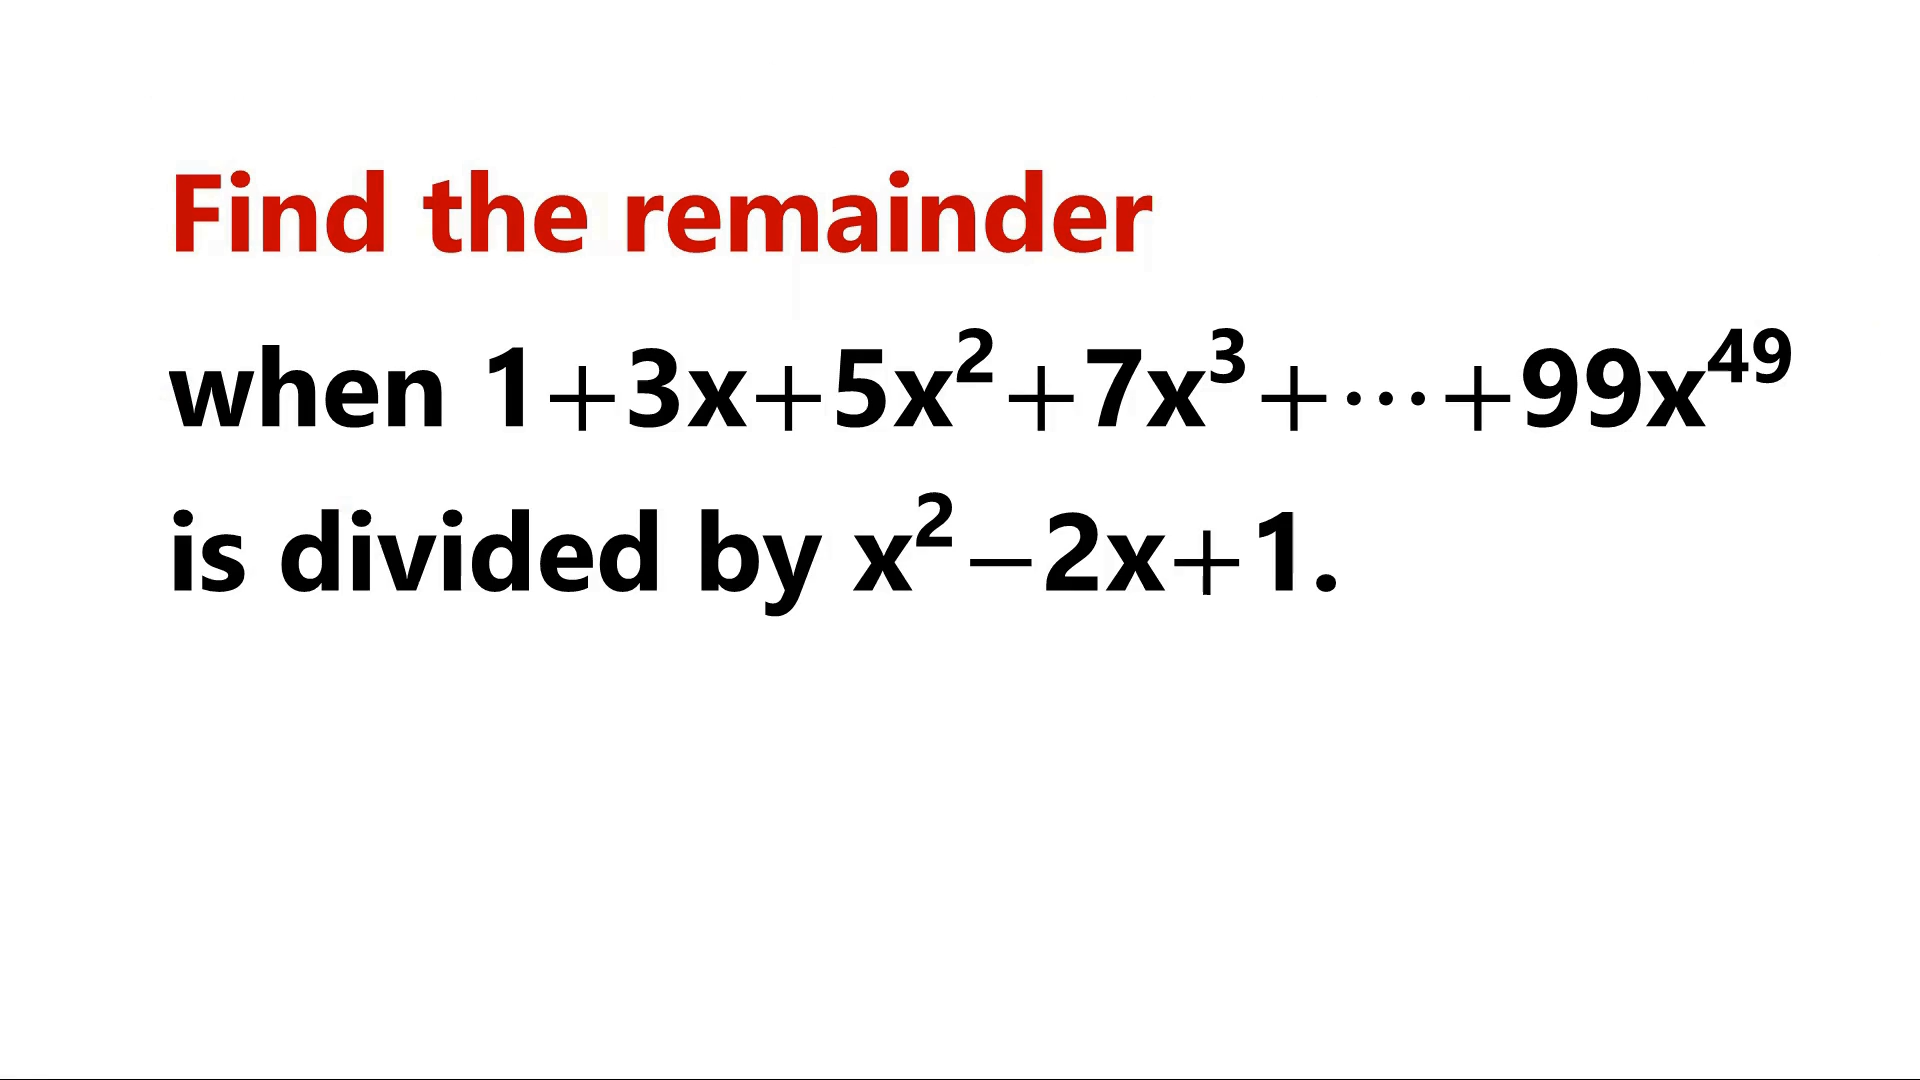 Find the remainder
when 1+3x+5x²+7x³+⋯+99x⁴⁹
is divided by x²−2x+1.